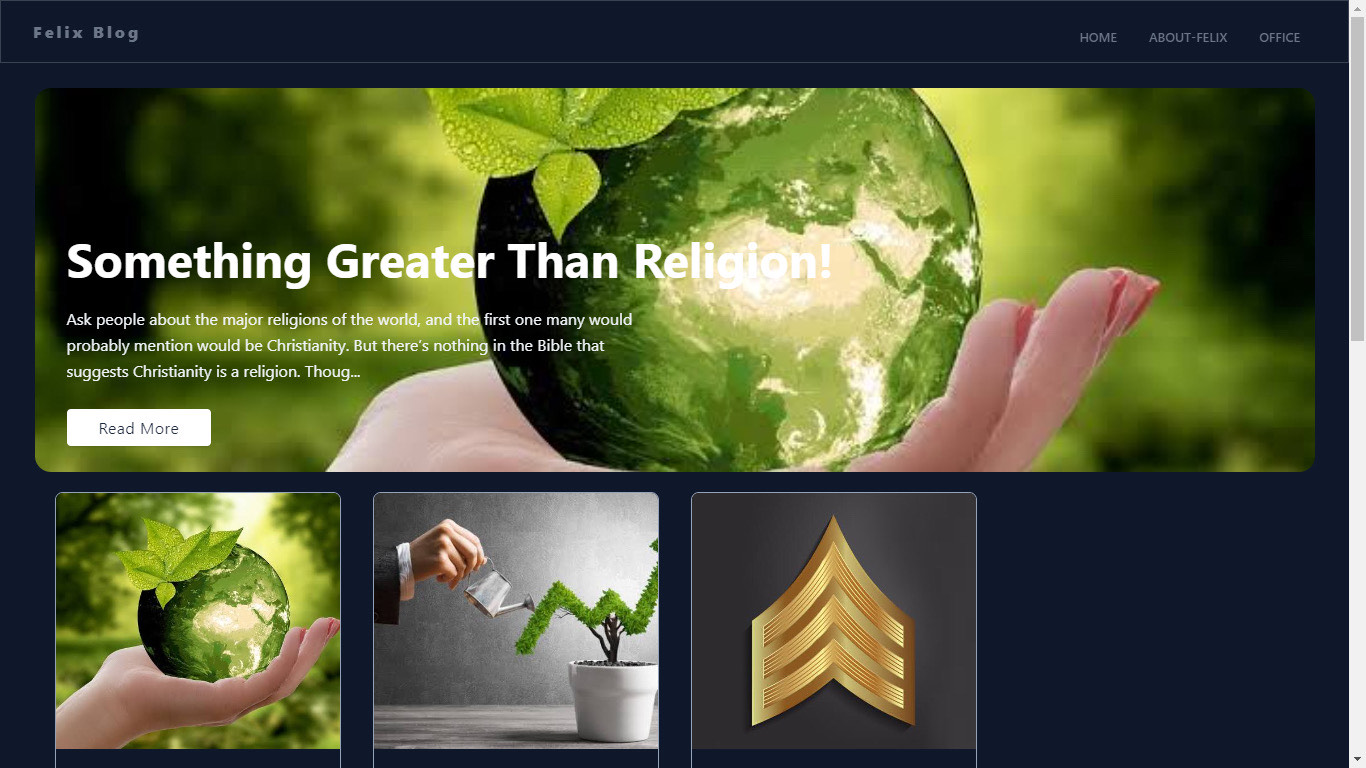 Felix Blog
HOME
ABOUT-FELIX
OFFICE
Something Greater Than Religion!
Ask people about the major religions of the world, and the first one many would
probably mention would be Christianity. But there’s nothing in the Bible that
suggests Christianity is a religion. Thoug...
Read More